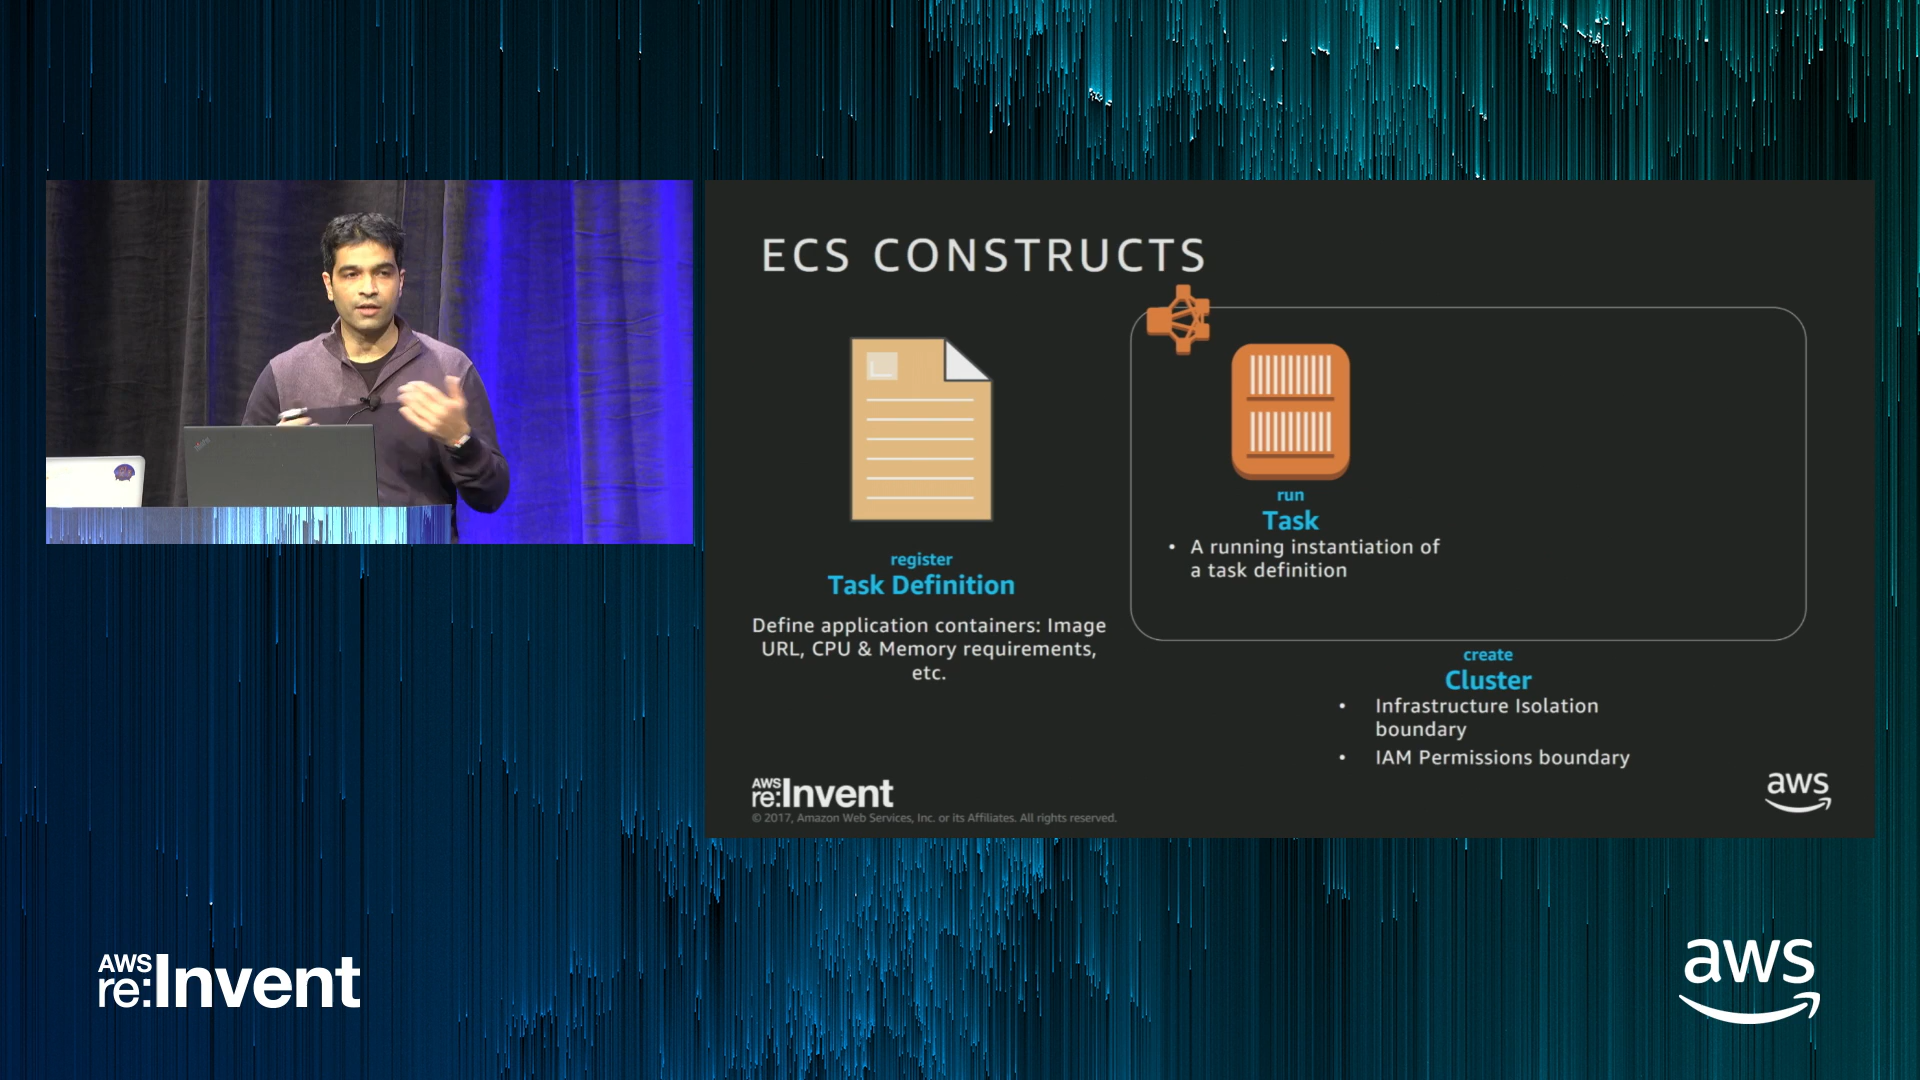 ECS CONSTRUCTS
register
Task Definition
Define application containers: Image
URL, CPU & Memory requirements,
etc.
run
Task
• A running instantiation of
a task definition
create
Cluster
• Infrastructure Isolation
boundary
• IAM Permissions boundary
AWS
re:Invent
© 2017, Amazon Web Services, Inc. or its Affiliates. All rights reserved.
aws
AWS
re:Invent
aws